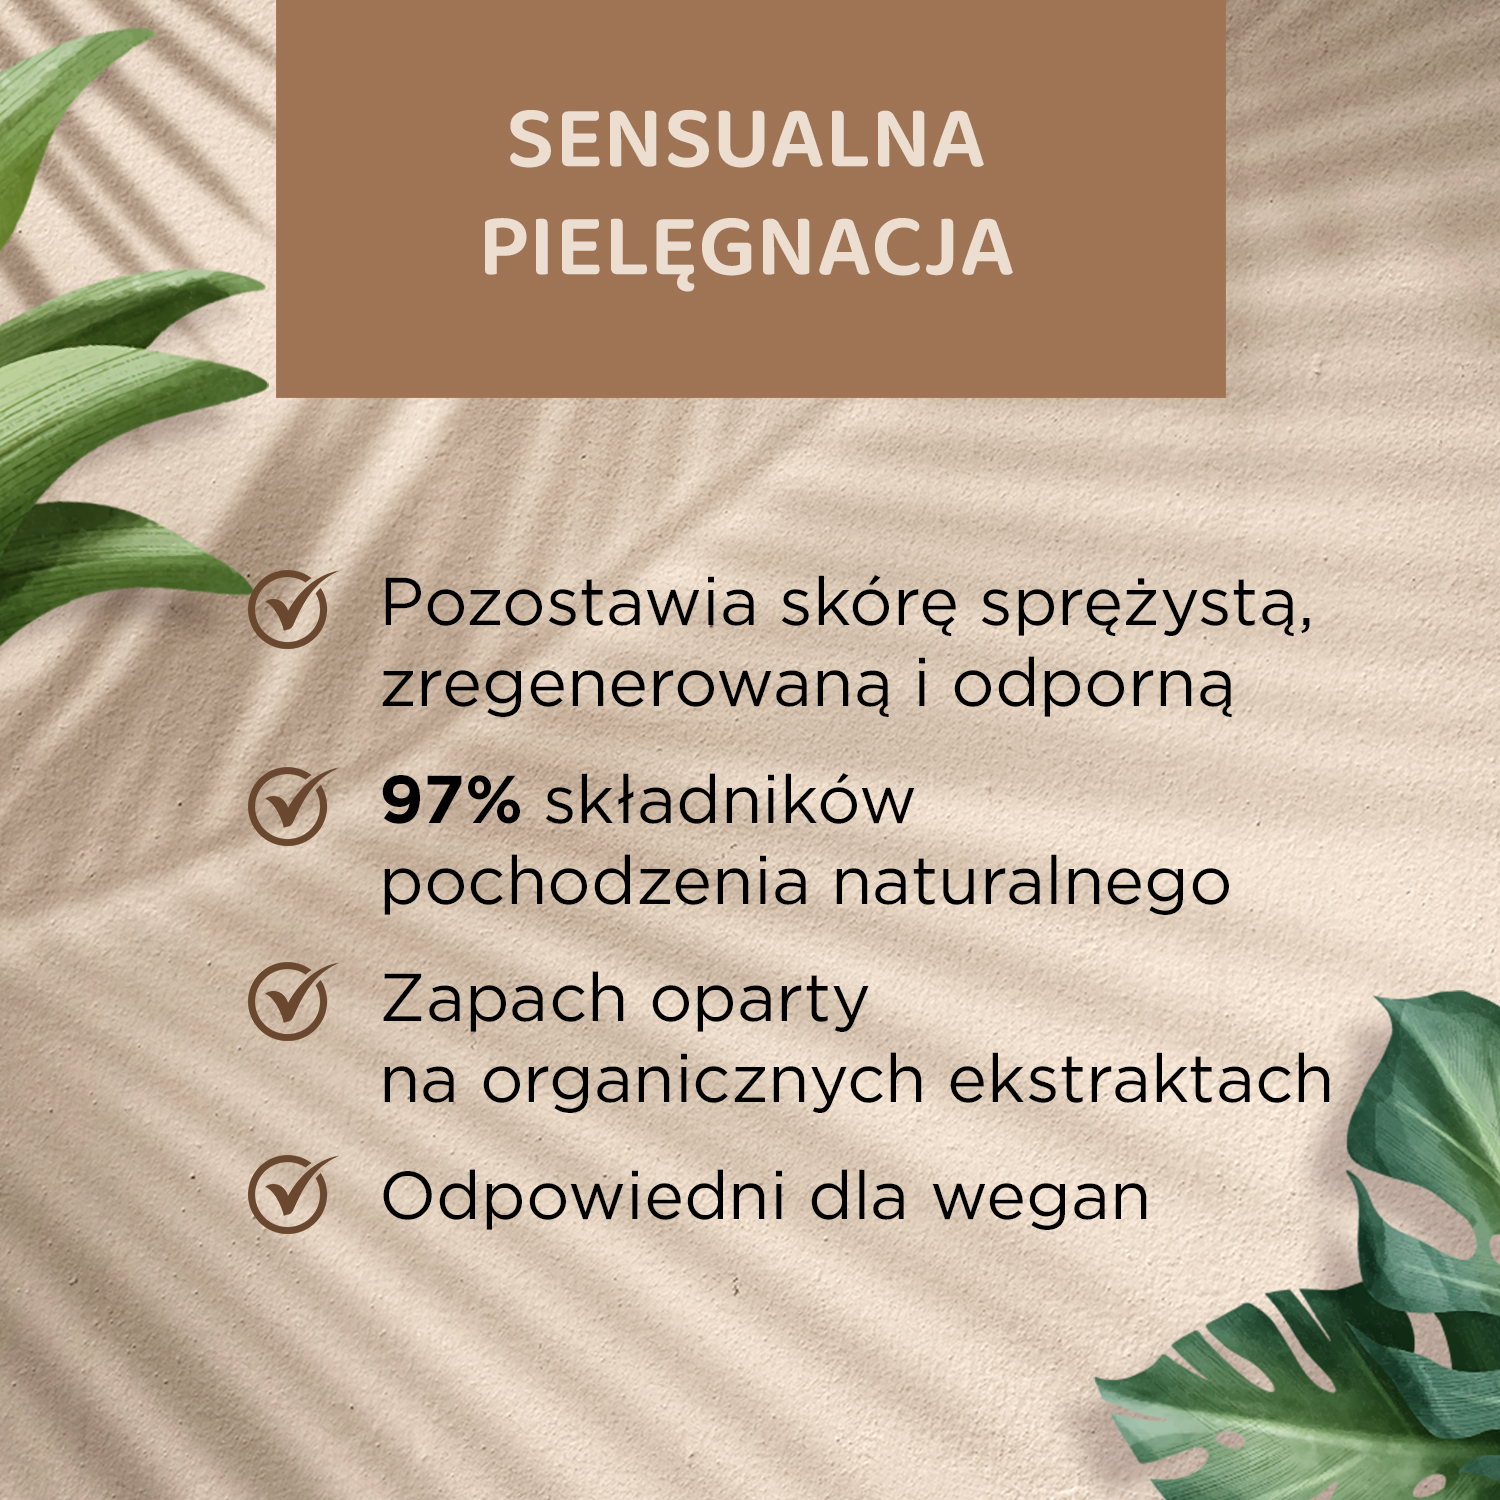 SENSUALNA
PIELĘGNACJA
Pozostawia skórę sprężystą,
zregenerowaną i odporną
97% składników
pochodzenia naturalnego
Zapach oparty
na organicznych ekstraktach
Odpowiedni dla wegan